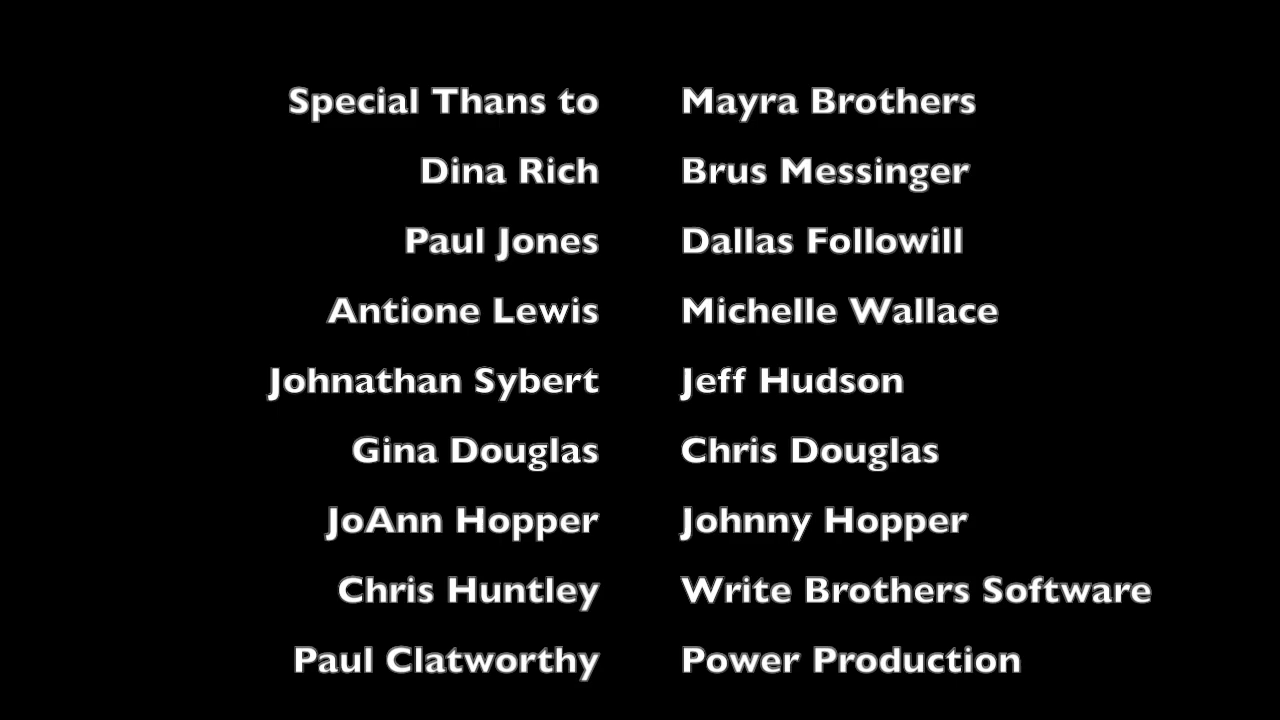 Special Thans to Mayra Brothers
Dina Rich Brus Messinger
Paul Jones Dallas Followill
Antione Lewis Michelle Wallace
Johnathan Sybert Jeff Hudson
Gina Douglas Chris Douglas
JoAnn Hopper Johnny Hopper
Chris Huntley Write Brothers Software
Paul Clatworthy Power Production